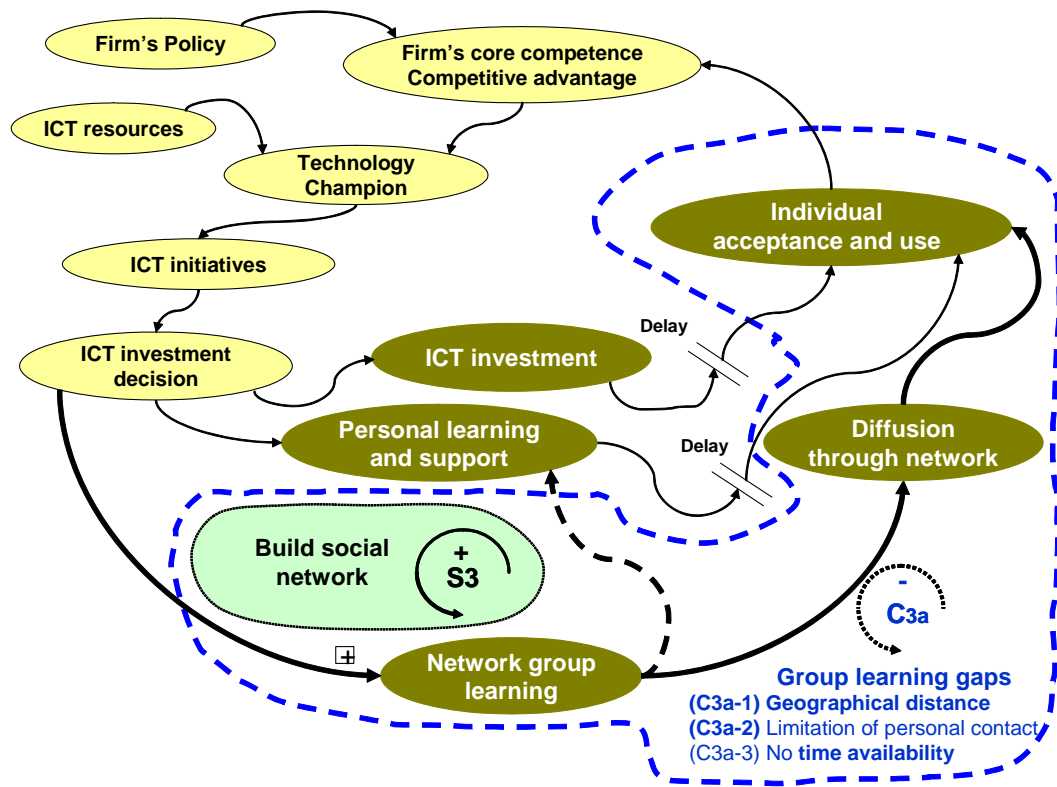 Firm's Policy
Firm's core competence
Competitive advantage
ICT resources
Technology
Champion
Individual
acceptance and use
ICT initiatives
Delay
ICT investment
decision
ICT investment
Personal learning
and support
Delay
Diffusion
through network
Build social
network
+
S3
-
C3a
+
Network group
learning
Group learning gaps
(C3a-1) Geographical distance
(C3a-2) Limitation of personal contact
(C3a-3) No time availability